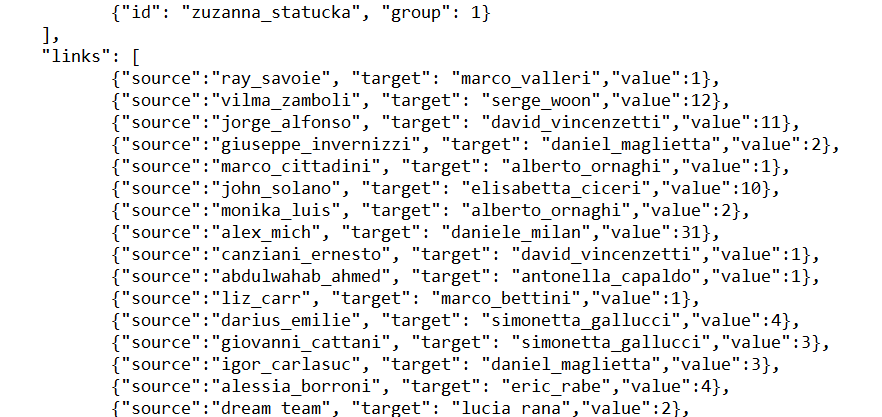 {"id": "zuzanna_statucka", "group": 1}
],
"links": [
{"source":"ray_savoie", "target": "marco_valleri","value":1},
{"source":"vilma_zamboli", "target": "serge_woon","value":12},
{"source":"jorge_alfonso", "target": "david_vincenzetti","value":11},
{"source":"giuseppe_invernizzi", "target": "daniel_maglietta","value":2},
{"source":"marco_cittadini", "target": "alberto_ornaghi","value":1},
{"source":"john_solano", "target": "elisabetta_ciceri","value":10},
{"source":"monika_luis", "target": "alberto_ornaghi","value":2},
{"source":"alex_mich", "target": "daniele_milan","value":31},
{"source":"canziani_ernesto", "target": "david_vincenzetti","value":1},
{"source":"abdulwahab_ahmed", "target": "antonella_capaldo","value":1},
{"source":"liz_carr", "target": "marco_bettini","value":1},
{"source":"darius_emilie", "target": "simonetta_gallucci","value":4},
{"source":"giovanni_cattani", "target": "simonetta_gallucci","value":3},
{"source":"igor_carlasuc", "target": "daniel_maglietta","value":3},
{"source":"alessia_borroni", "target": "eric_rabe","value":4},
{"source":"dream_team", "target": "lucia_rana","value":2},